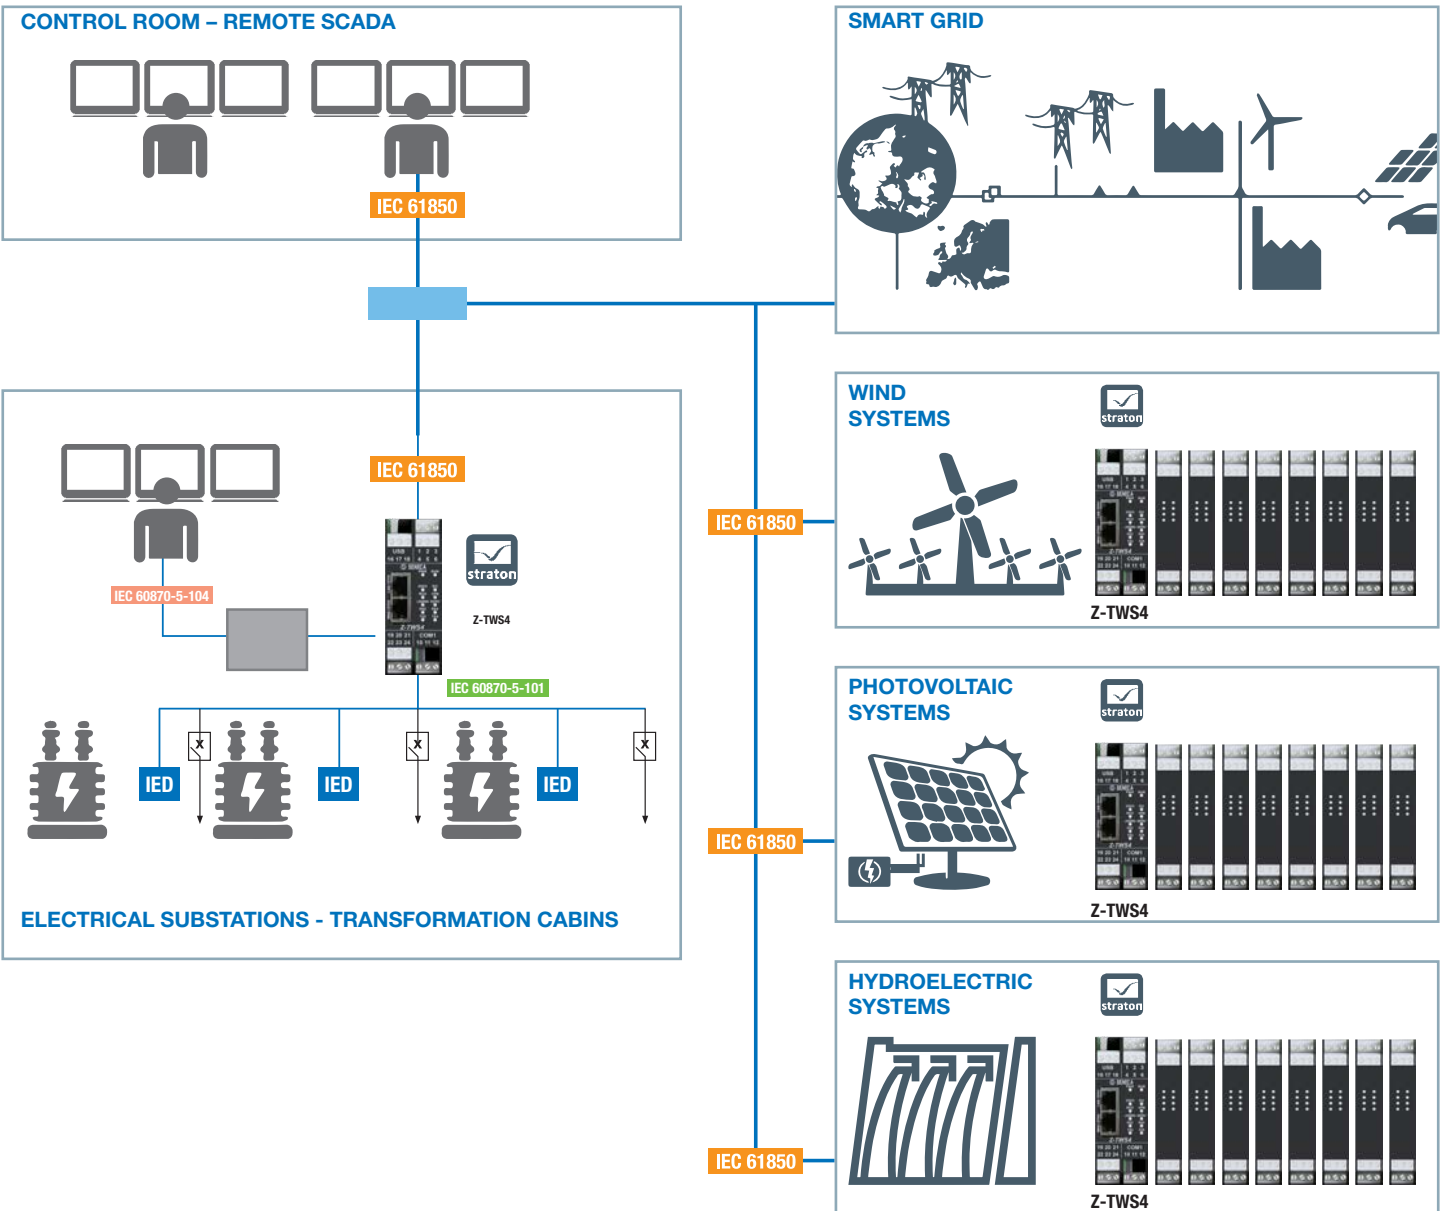 CONTROL ROOM – REMOTE SCADA
IEC 61850
SMART GRID
IEC 61850
straton
Z-TWS4
IEC 60870-5-104
IEC 60870-5-101
IED
IED
IED
X
X
X
ELECTRICAL SUBSTATIONS - TRANSFORMATION CABINS
WIND
SYSTEMS
straton
IEC 61850
Z-TWS4
PHOTOVOLTAIC
SYSTEMS
straton
IEC 61850
Z-TWS4
HYDROELECTRIC
SYSTEMS
straton
IEC 61850
Z-TWS4